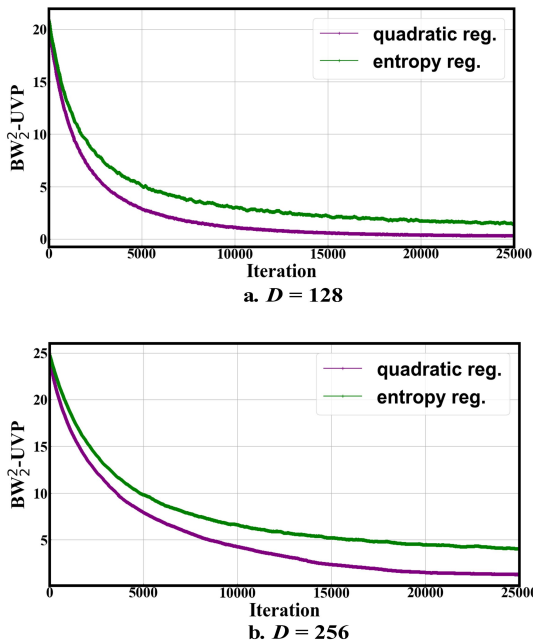 quadratic reg.
entropy reg.
BW₂²-UVP
20
15
10
5
0
0 5000 10000 15000 20000 25000
Iteration
a. D = 128
quadratic reg.
entropy reg.
BW₂²-UVP
25
20
15
10
5
0 5000 10000 15000 20000 25000
Iteration
b. D = 256